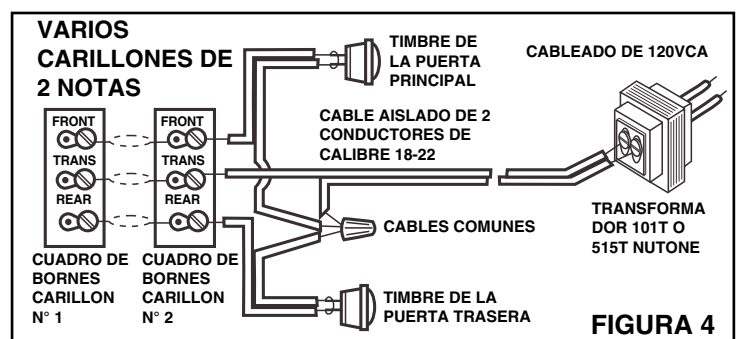 VARIOS
CARILLONES DE
2 NOTAS
TIMBRE DE
LA PUERTA
PRINCIPAL
CABLEADO DE 120VCA
FRONT
TRANS
REAR
FRONT
TRANS
REAR
CABLE AISLADO DE 2
CONDUCTORES DE
CALIBRE 18-22
CABLES COMUNES
TRANSFORMA
DOR 101T O
515T NUTONE
CUADRO DE
BORNES
CARILLON
N° 1
CUADRO DE
BORNES
CARILLON
N° 2
TIMBRE DE LA
PUERTA TRASERA
FIGURA 4